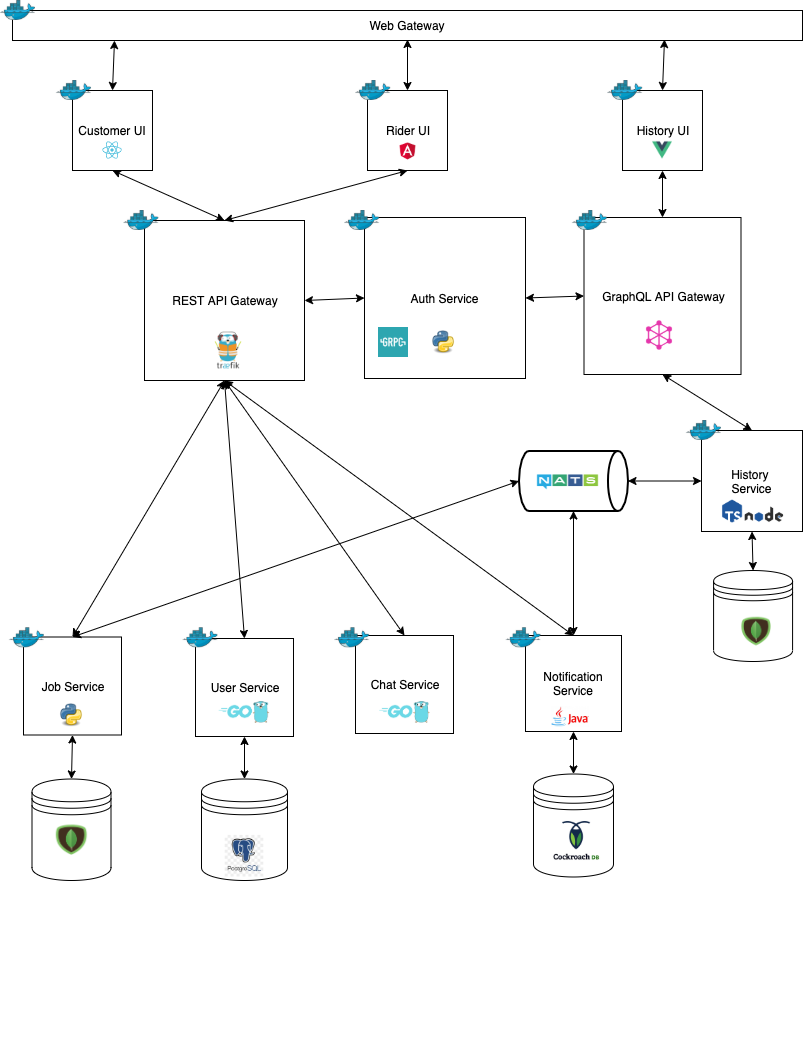 Web Gateway
Customer UI
Rider UI
History UI
REST API Gateway
træfik
Auth Service
GRPC
GraphQL API Gateway
NATS
History
Service
TS node
Job Service
User Service
GO
Chat Service
GO
Notification
Service
Java
PostgreSQL
Cockroach DB